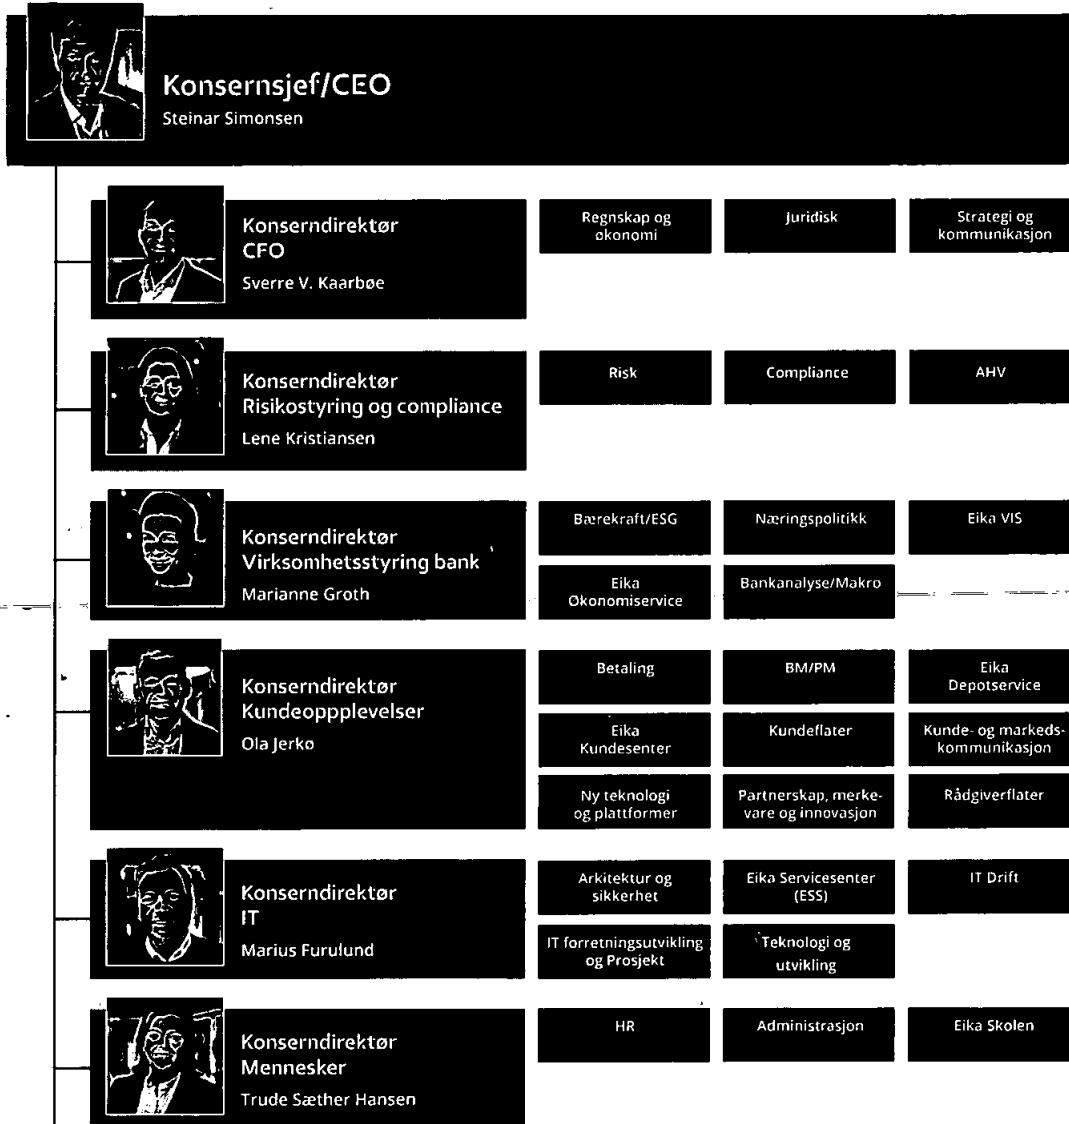 Konsernsjef/CEO
Steinar Simonsen
Konserndirektør
CFO
Sverre V. Kaarbøe
Regnskap og
økonomi
Juridisk
Strategi og
kommunikasjon
Konserndirektør
Risikostyring og compliance
Lene Kristiansen
Risk
Compliance
AHV
Konserndirektør
Virksomhetsstyring bank
Marianne Groth
Bærekraft/ESG
Næringspolitikk
Eika VIS
Eika
Økonomiservice
Bankanalyse/Makro
Konserndirektør
Kundeoppplevelser
Ola Jerkø
Betaling
BM/PM
Eika
Depotservice
Eika
Kundesenter
Kundeflater
Kunde- og markeds-
kommunikasjon
Ny teknologi
og plattformer
Partnerskap, merke-
vare og innovasjon
Rådgiverflater
Konserndirektør
IT
Marius Furulund
Arkitektur og
sikkerhet
Eika Servicesenter
(ESS)
IT Drift
IT forretningsutvikling
og Prosjekt
Teknologi og
utvikling
Konserndirektør
Mennesker
Trude Sæther Hansen
HR
Administrasjon
Eika Skolen